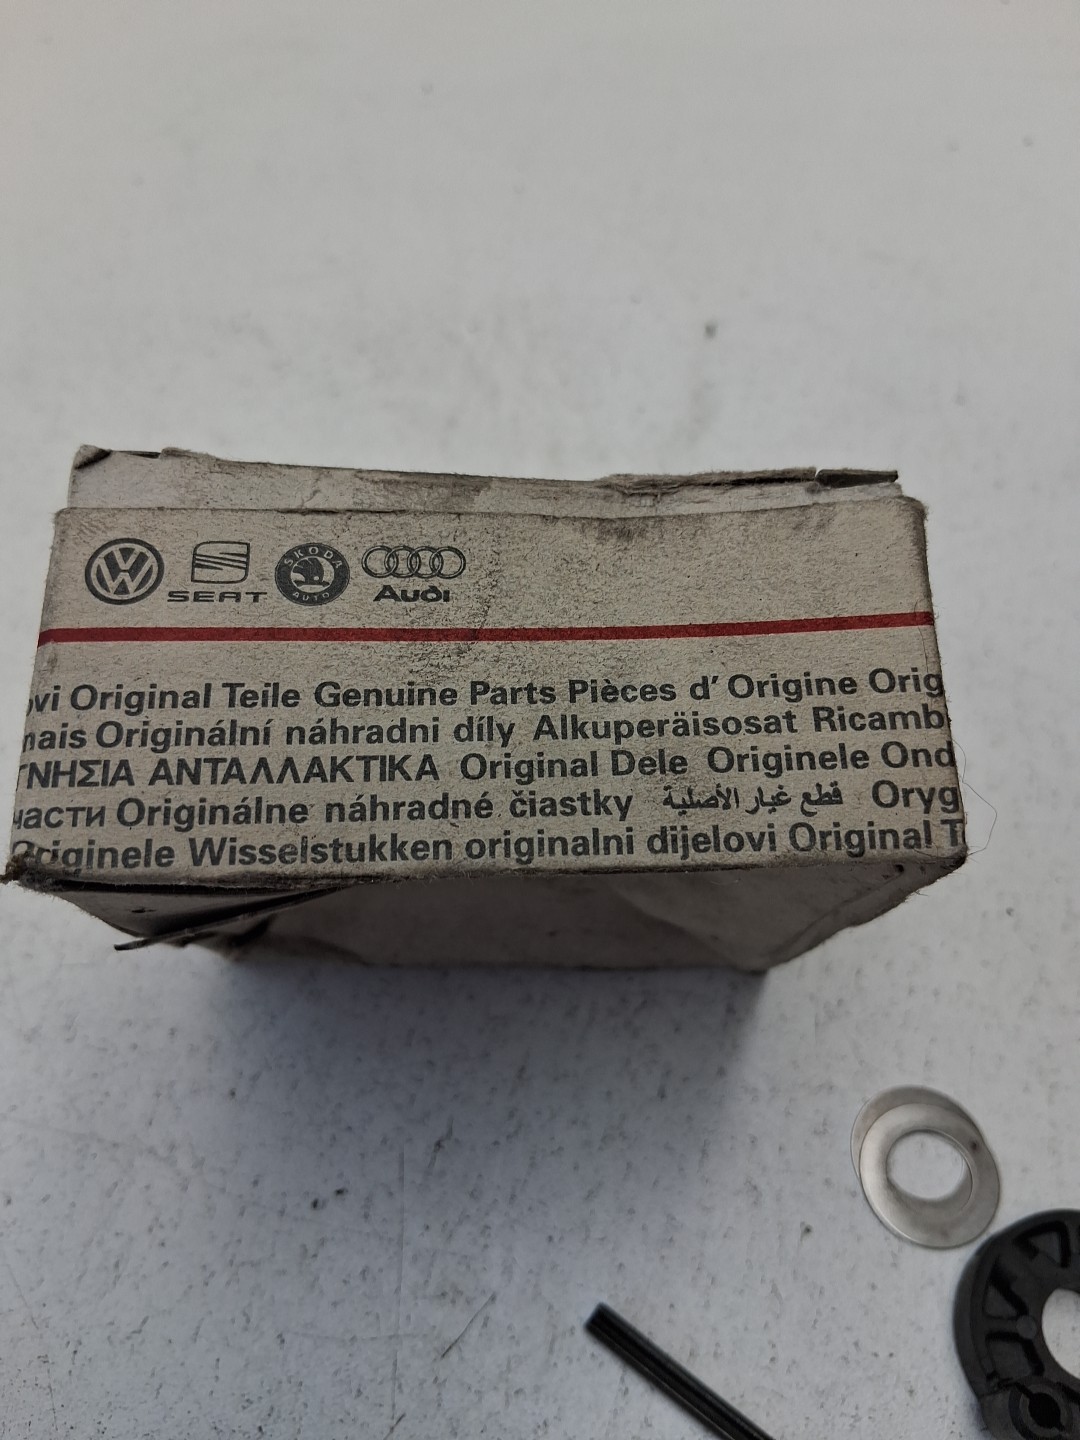 SEAT ŠKODA AUTO Audi
ovi Original Teile Genuine Parts Pièces d' Origine Orig
nais Originální náhradni díly Alkuperäisosat Ricamb
ΓΝΗΣΙΑ ΑΝΤΑΛΛΑΚΤΙΚΑ Original Dele Originele Ond
части Originálne náhradné čiastky قطع غيار الأصلية Oryg
Originele Wisselstukken originalni dijelovi Original T